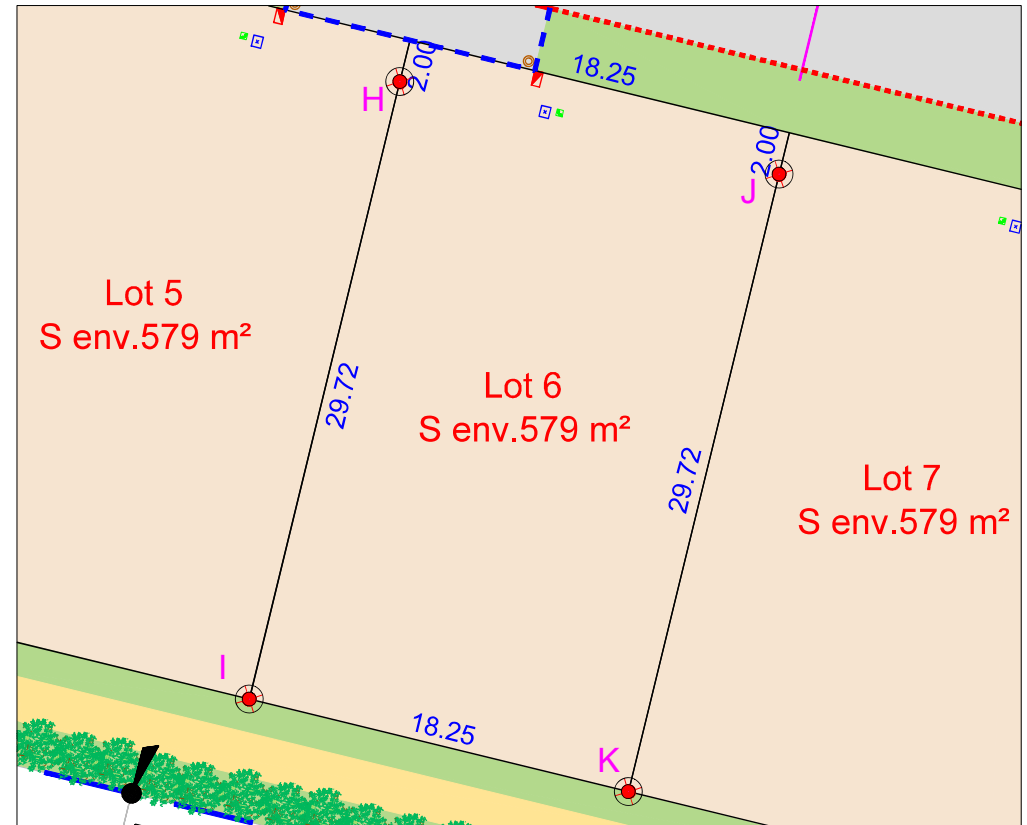 2.00
18.25
H
2.00
J
Lot 5
S env.579 m²
29.72
Lot 6
S env.579 m²
29.72
Lot 7
S env.579 m²
I
18.25
K